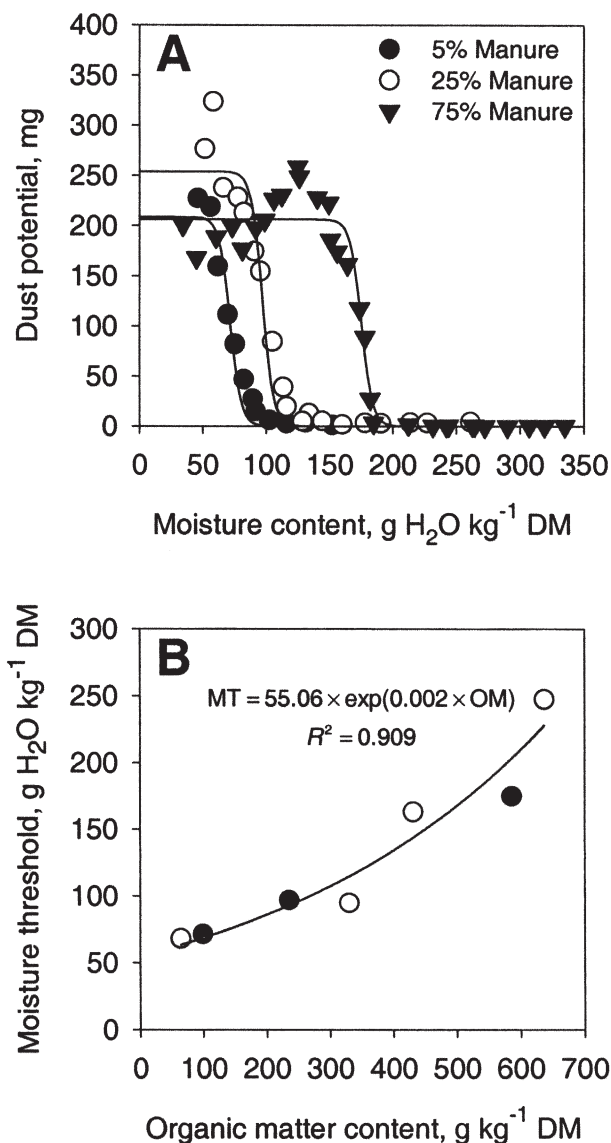 A
5% Manure
25% Manure
75% Manure
400
350
300
250
200
150
100
50
0
Dust potential, mg
0 50 100 150 200 250 300 350
Moisture content, g H₂O kg⁻¹ DM
B
MT = 55.06 × exp(0.002 × OM)
R² = 0.909
300
250
200
150
100
50
0
Moisture threshold, g H₂O kg⁻¹ DM
0 100 200 300 400 500 600 700
Organic matter content, g kg⁻¹ DM